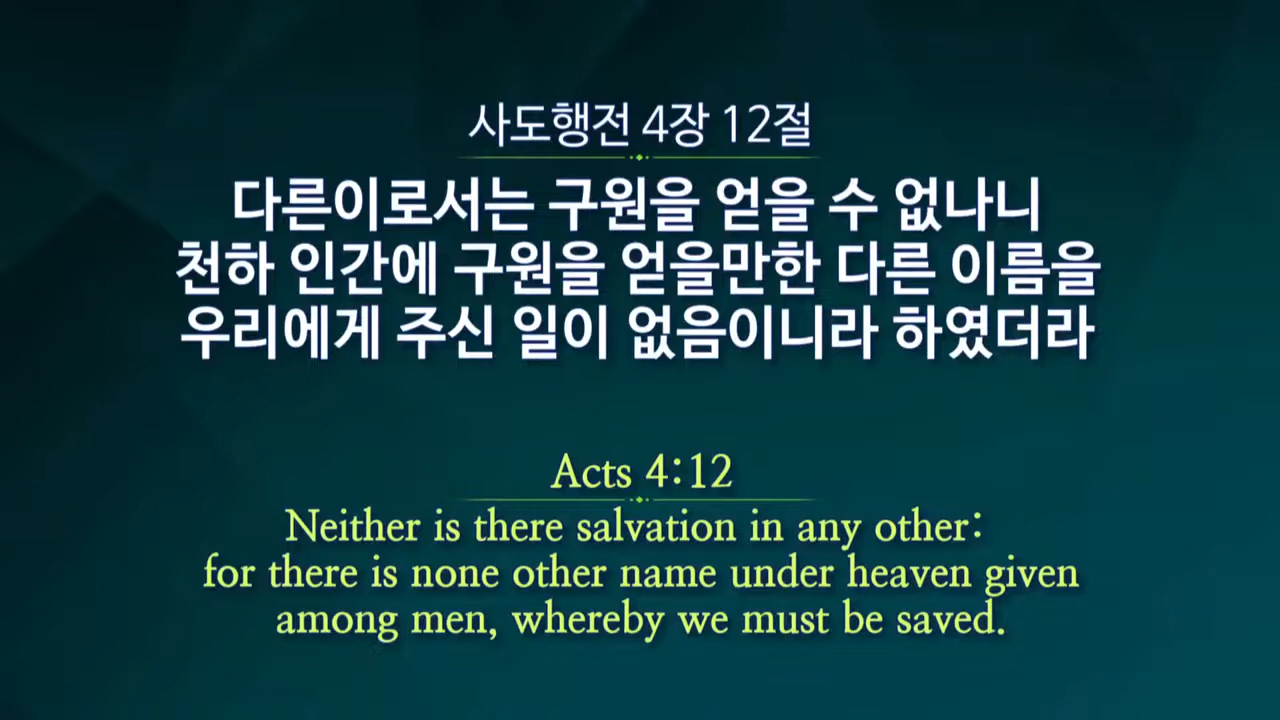 사도행전 4장 12절
다른이로서는 구원을 얻을 수 없나니
천하 인간에 구원을 얻을만한 다른 이름을
우리에게 주신 일이 없음이니라 하였더라
Acts 4:12
Neither is there salvation in any other:
for there is none other name under heaven given
among men, whereby we must be saved.